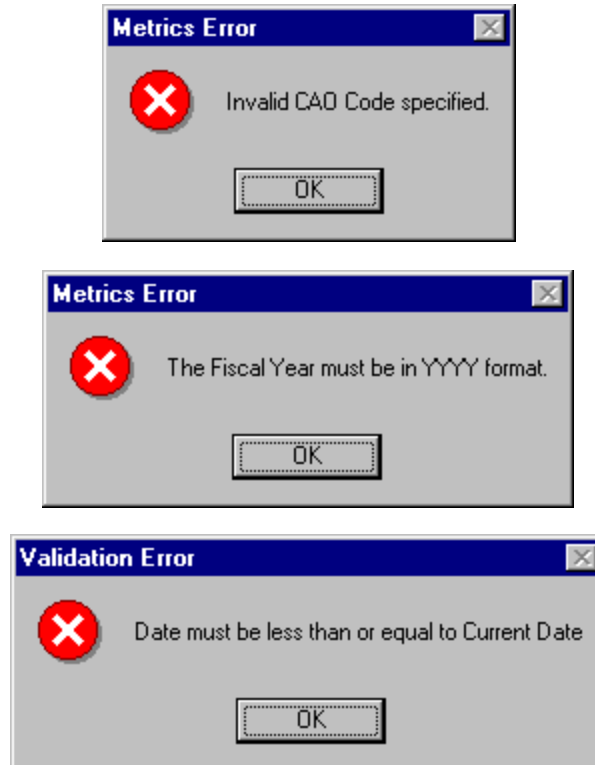 Metrics Error
Invalid CAO Code specified.
OK
Metrics Error
The Fiscal Year must be in YYYY format.
OK
Validation Error
Date must be less than or equal to Current Date
OK